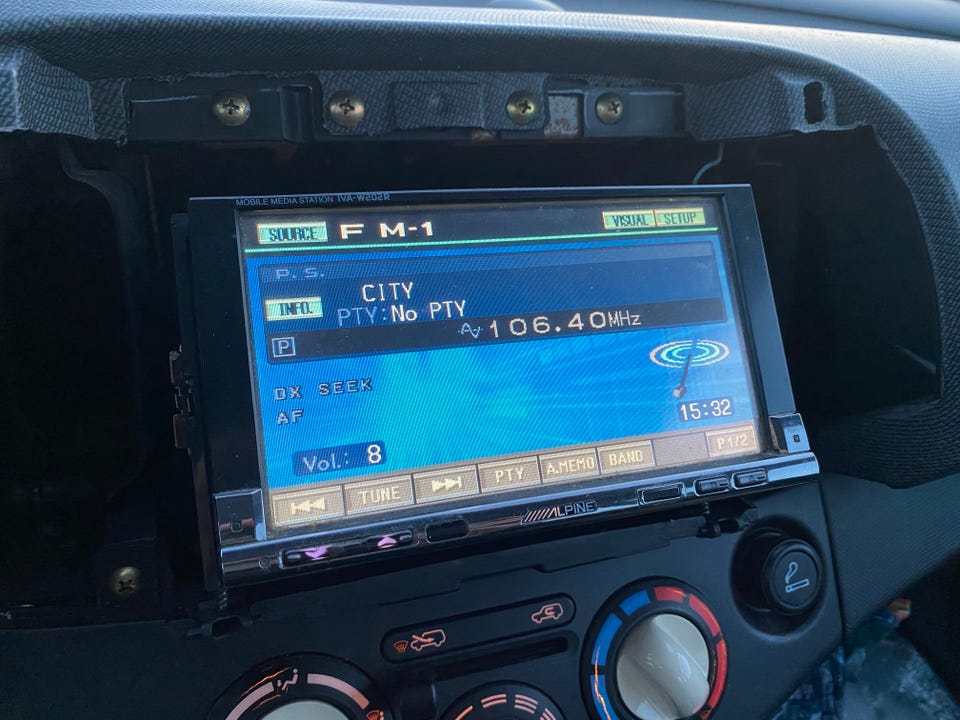 MOBILE MEDIA STATION IVA-W202R
SOURCE FM-1 VISUAL SETUP
P.S.
CITY
INFO. PTY: No PTY
P 106.40MHz
DX SEEK
AF
15:32
Vol.: 8
TUNE PTY A.MEMO BAND P1/2
ALPINE